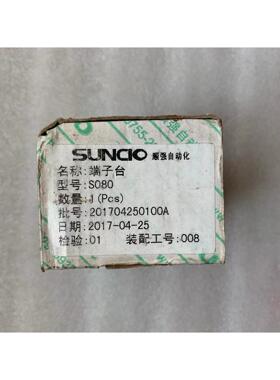 SUNCIO 顺强自动化
名称:端子台
型号:S080
数量:1(Pcs)
批号:201704250100A
日期:2017-04-25
检验:01 装配工号:008